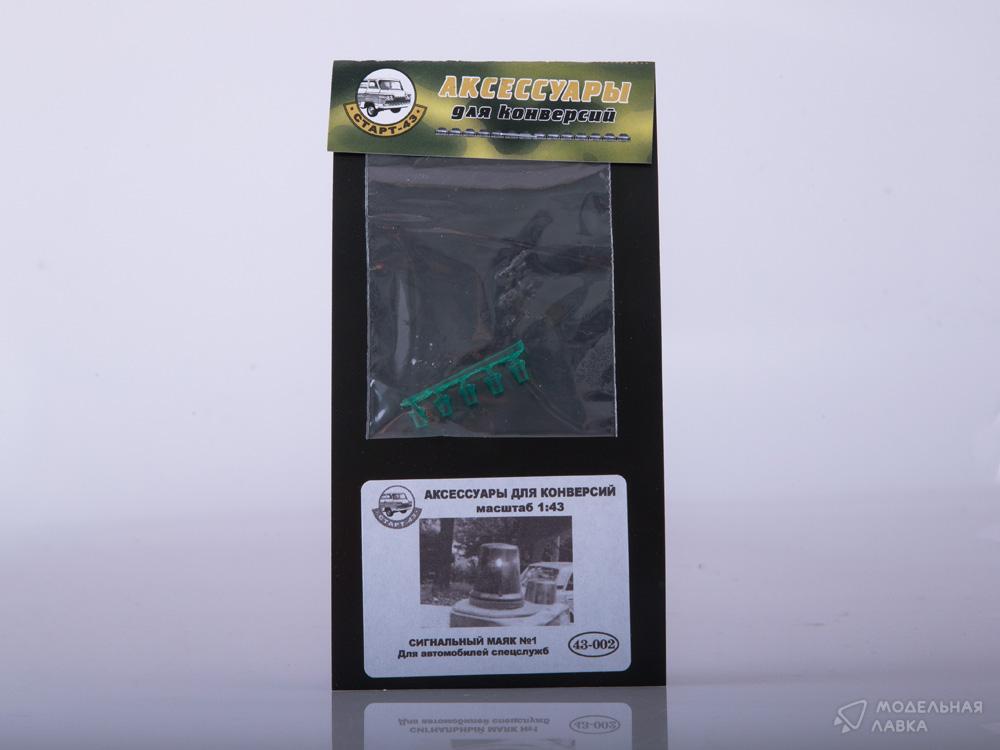 АКСЕССУАРЫ
для конверсий
СТАРТ-43
АКСЕССУАРЫ ДЛЯ КОНВЕРСИЙ
масштаб 1:43
СТАРТ-43
СИГНАЛЬНЫЙ МАЯК №1
Для автомобилей спецслужб
43-002
МОДЕЛЬНАЯ
ЛАВКА